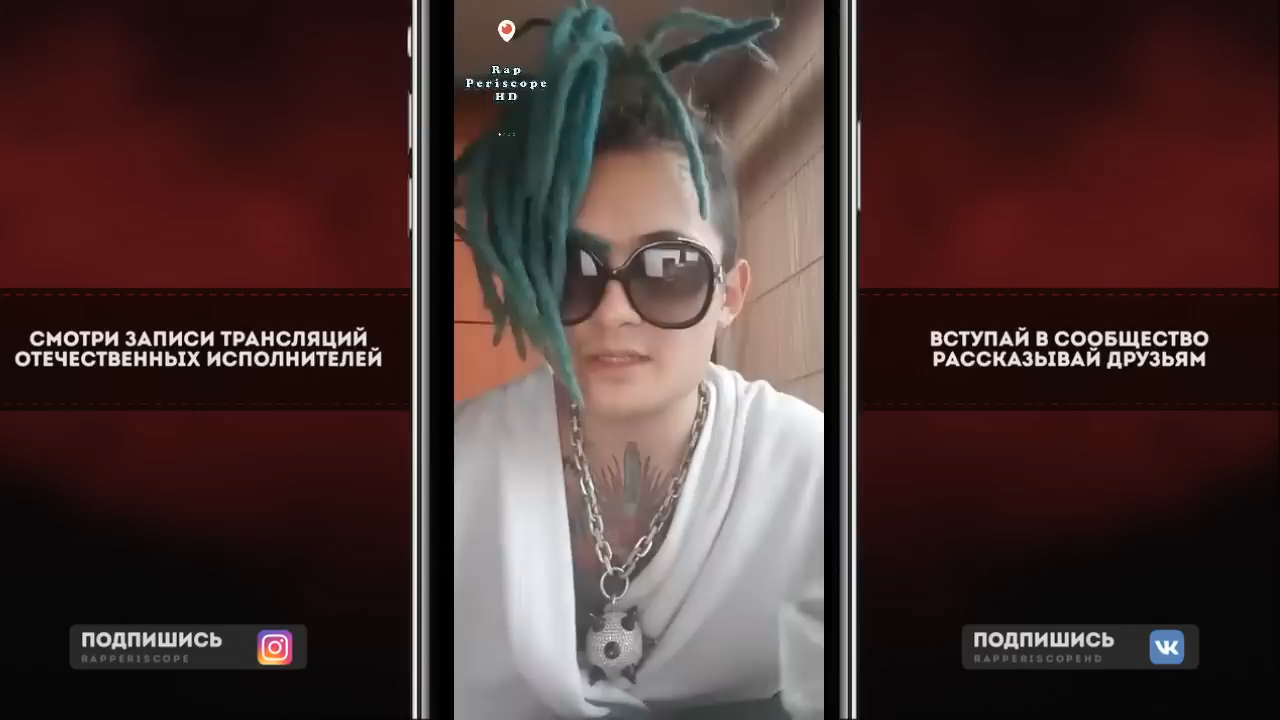 Rap
Periscope
HD
СМОТРИ ЗАПИСИ ТРАНСЛЯЦИЙ
ОТЕЧЕСТВЕННЫХ ИСПОЛНИТЕЛЕЙ
ВСТУПАЙ В СООБЩЕСТВО
РАССКАЗЫВАЙ ДРУЗЬЯМ
ПОДПИШИСЬ
RAPPERISCOPE
ПОДПИШИСЬ
RAPPERISCOPEHD